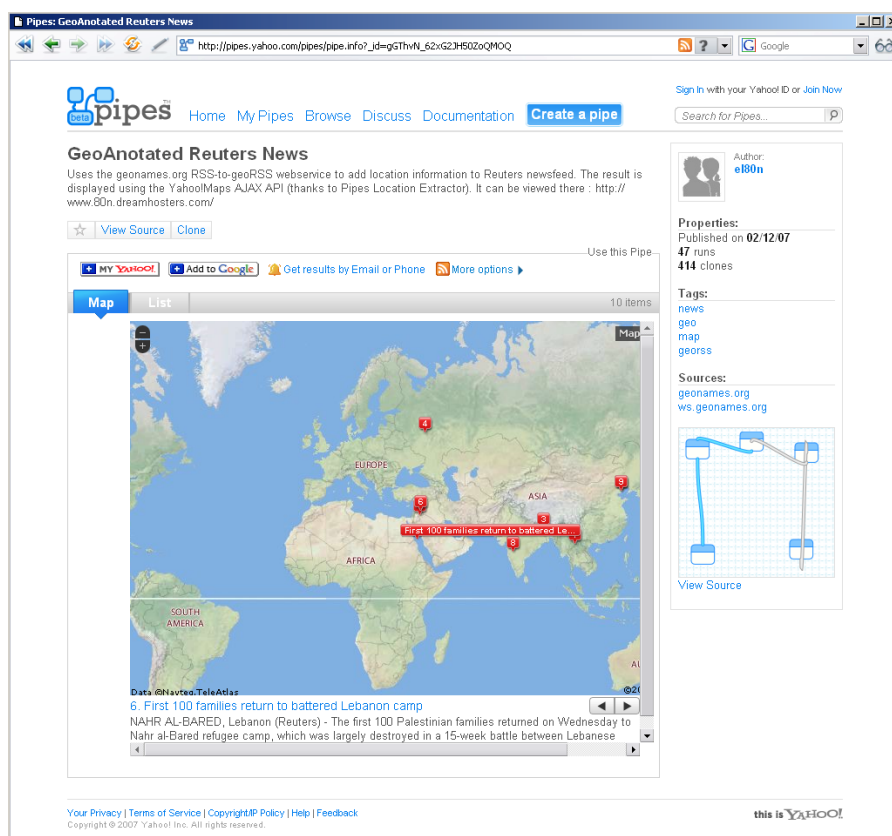 Pipes: GeoAnotated Reuters News
http://pipes.yahoo.com/pipes/pipe.info?_id=gGThvN_62xG2JH50ZoQMOQ
Google
Sign In with your Yahoo! ID or Join Now
beta pipes™ Home My Pipes Browse Discuss Documentation Create a pipe
Search for Pipes...
GeoAnotated Reuters News
Uses the geonames.org RSS-to-geoRSS webservice to add location information to Reuters newsfeed. The result is
displayed using the Yahoo!Maps AJAX API (thanks to Pipes Location Extractor). It can be viewed there : http://
www.80n.dreamhosters.com/
View Source Clone
Use this Pipe
MY YAHOO! Add to Google Get results by Email or Phone More options
Map List 10 items
Map
4
EUROPE
9
ASIA
6
3
First 100 families return to battered Le...
8
AFRICA
SOUTH
AMERICA
AU
Data @Navteq,TeleAtlas ©20
6. First 100 families return to battered Lebanon camp
NAHR AL-BARED, Lebanon (Reuters) - The first 100 Palestinian families returned on Wednesday to
Nahr al-Bared refugee camp, which was largely destroyed in a 15-week battle between Lebanese
Author:
el80n
Properties:
Published on 02/12/07
47 runs
414 clones
Tags:
news
geo
map
georss
Sources:
geonames.org
ws.geonames.org
View Source
Your Privacy | Terms of Service | Copyright/IP Policy | Help | Feedback
Copyright © 2007 Yahoo! Inc. All rights reserved.
this is YAHOO!